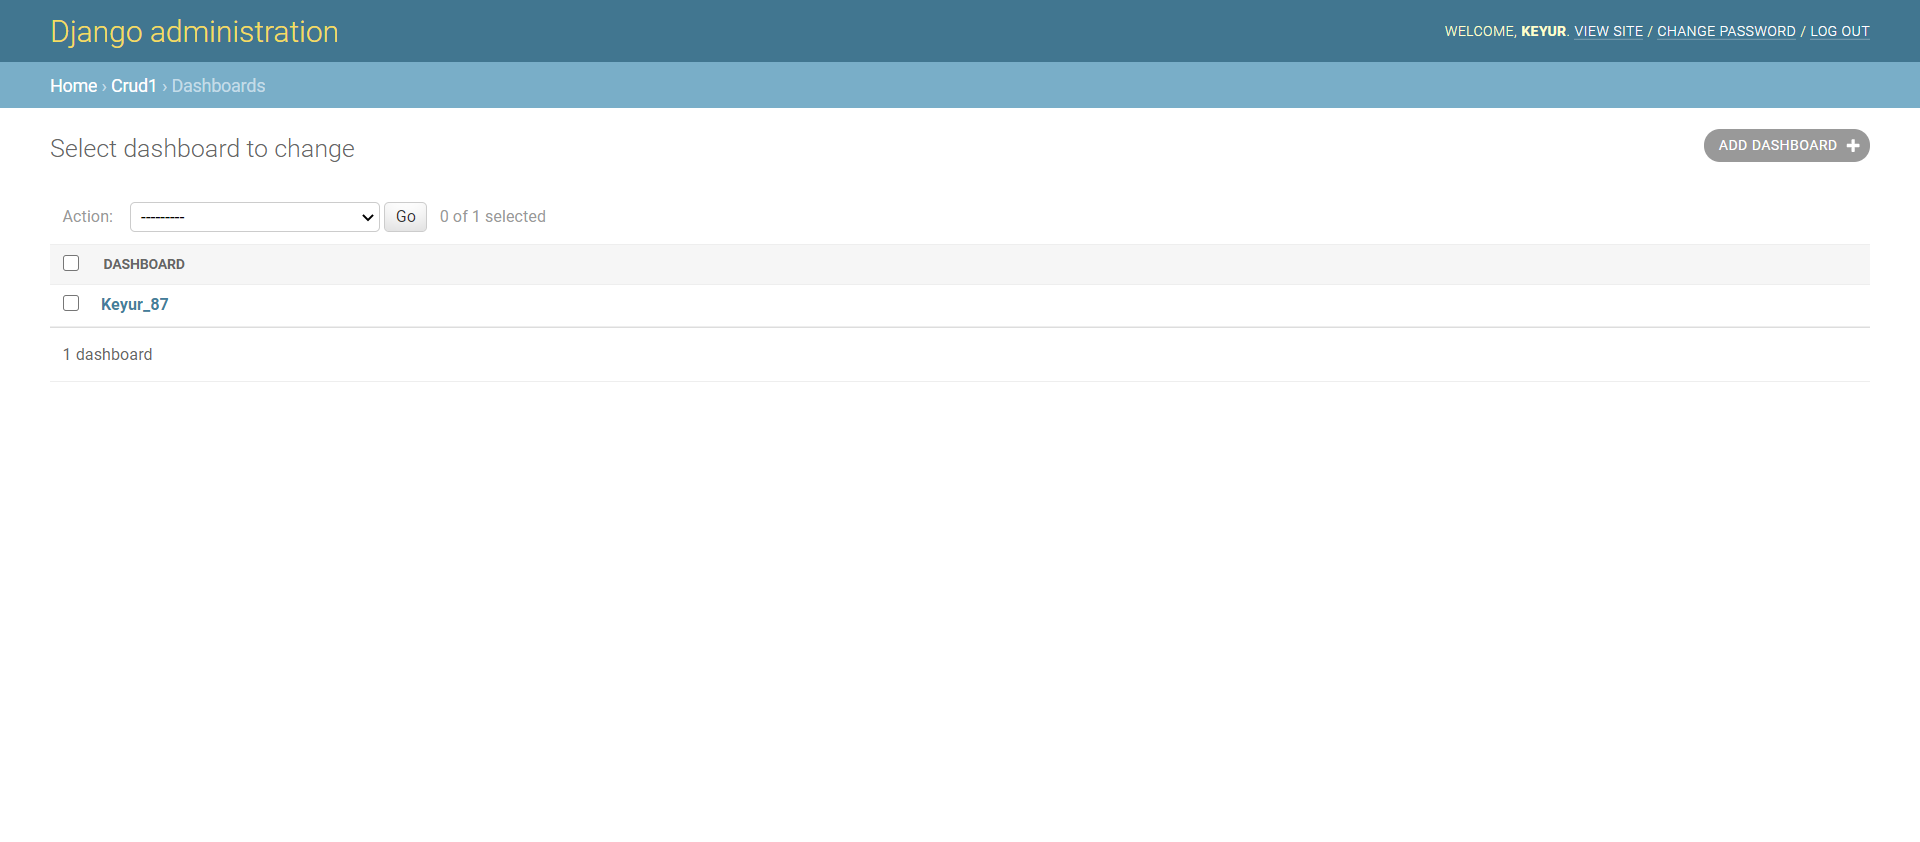 Django administration
WELCOME, KEYUR. VIEW SITE / CHANGE PASSWORD / LOG OUT
Home › Crud1 › Dashboards
Select dashboard to change
ADD DASHBOARD
Action: --------- Go 0 of 1 selected
DASHBOARD
Keyur_87
1 dashboard